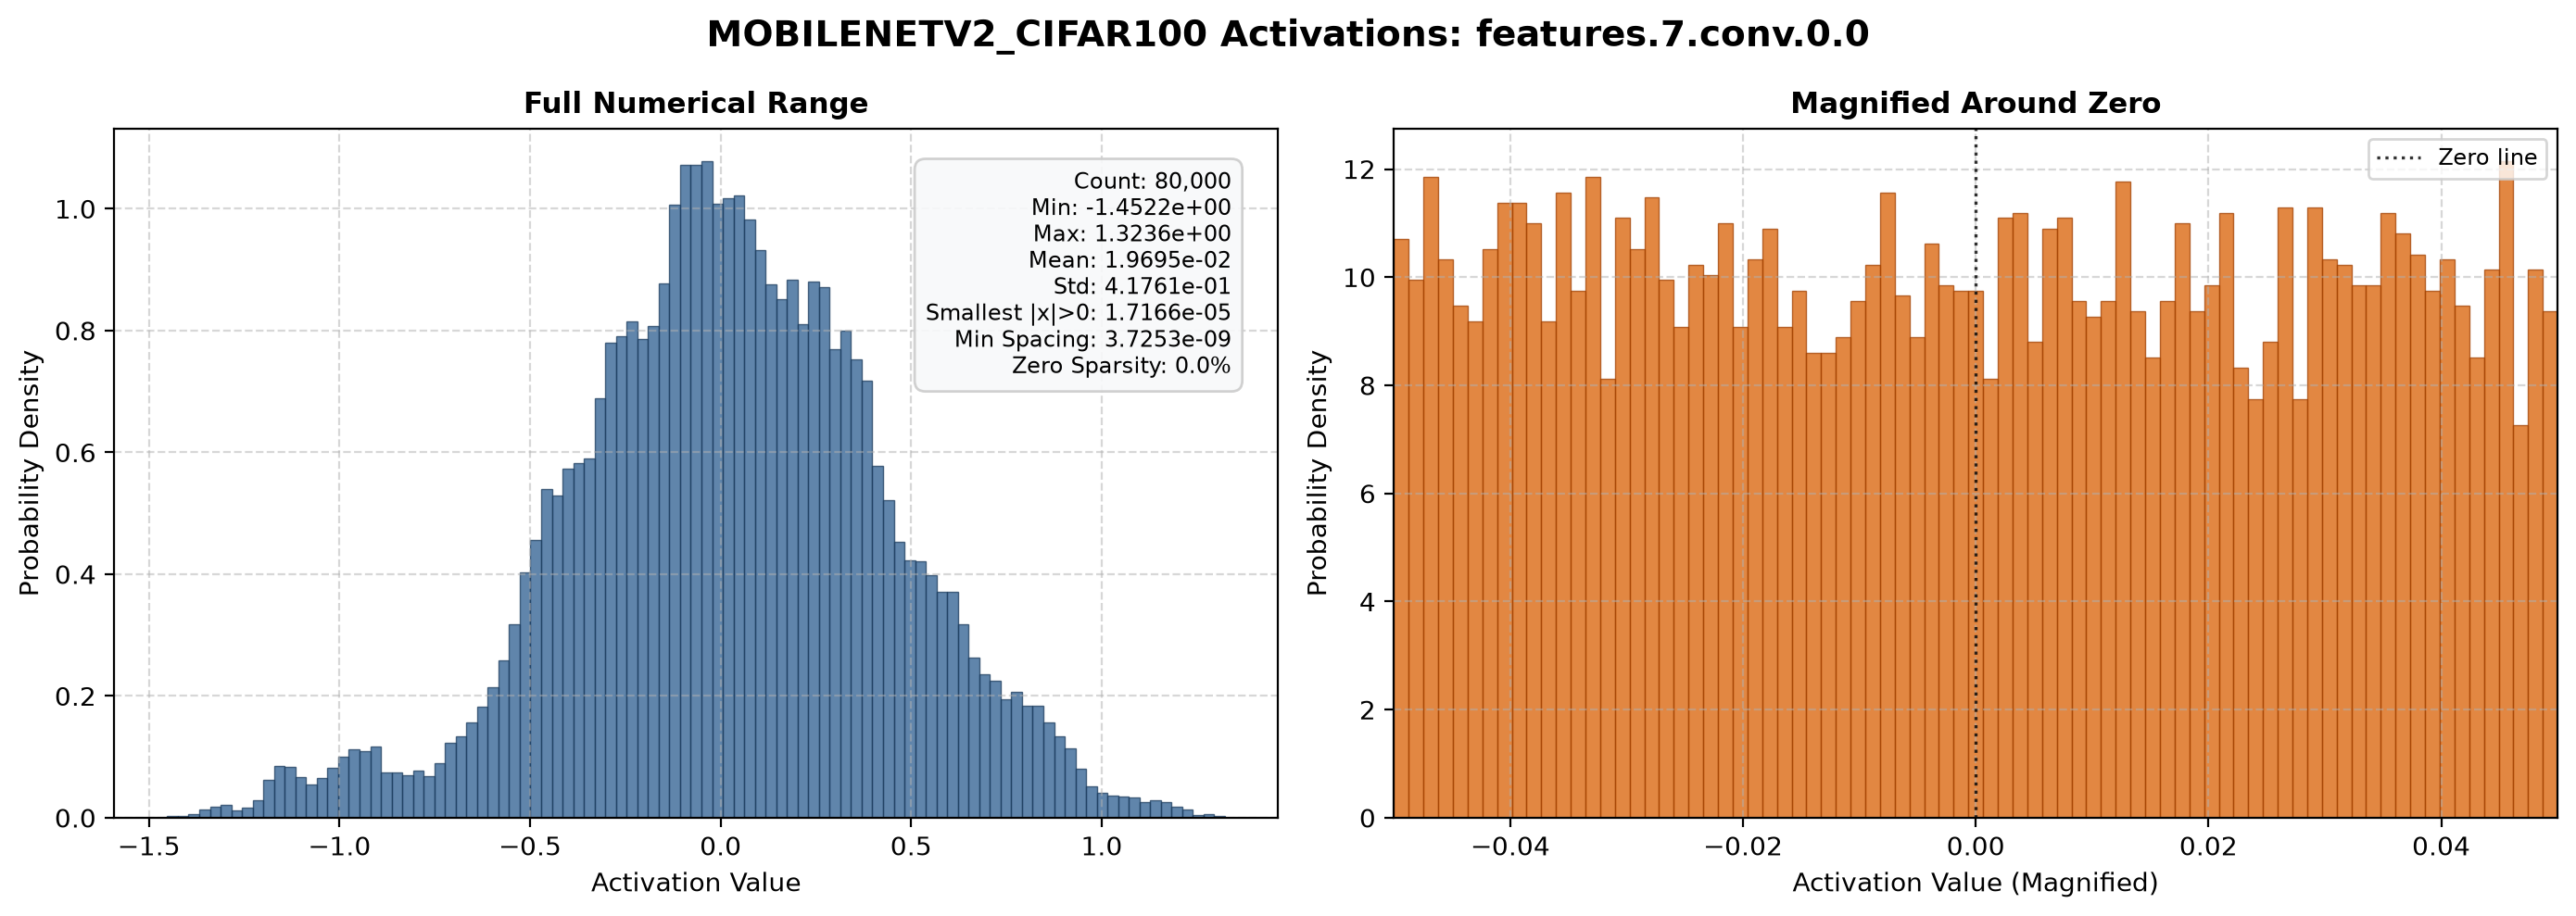 MOBILENETV2_CIFAR100 Activations: features.7.conv.0.0
Full Numerical Range
Count: 80,000
Min: -1.4522e+00
Max: 1.3236e+00
Mean: 1.9695e-02
Std: 4.1761e-01
Smallest |x|>0: 1.7166e-05
Min Spacing: 3.7253e-09
Zero Sparsity: 0.0%
Probability Density
1.0
0.8
0.6
0.4
0.2
0.0
−1.5 −1.0 −0.5 0.0 0.5 1.0
Activation Value
Magnified Around Zero
Zero line
Probability Density
12
10
8
6
4
2
0
−0.04 −0.02 0.00 0.02 0.04
Activation Value (Magnified)